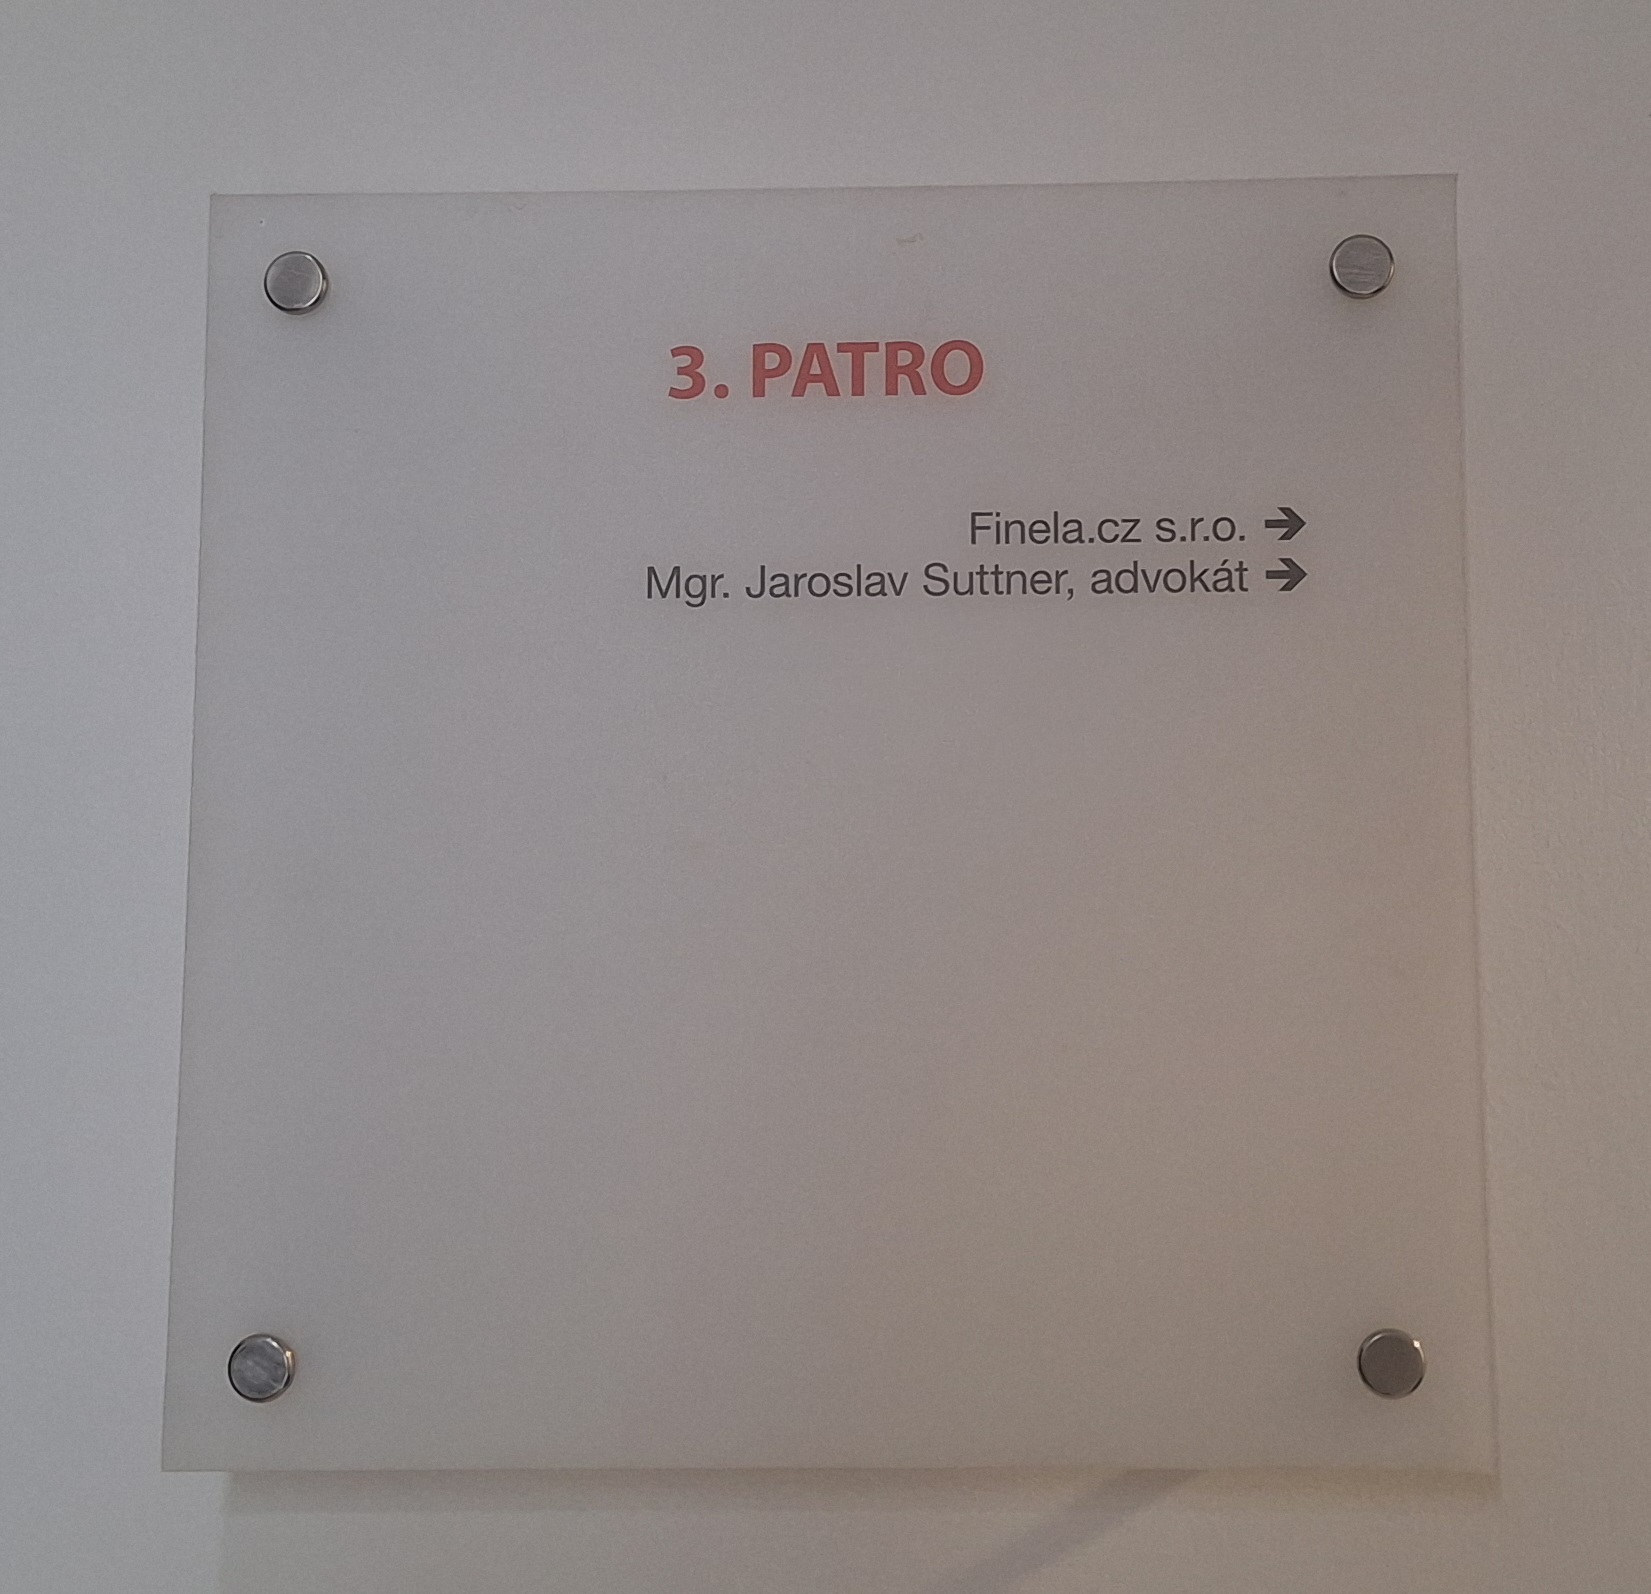 3. PATRO
Finela.cz s.r.o. ➔
Mgr. Jaroslav Suttner, advokát ➔